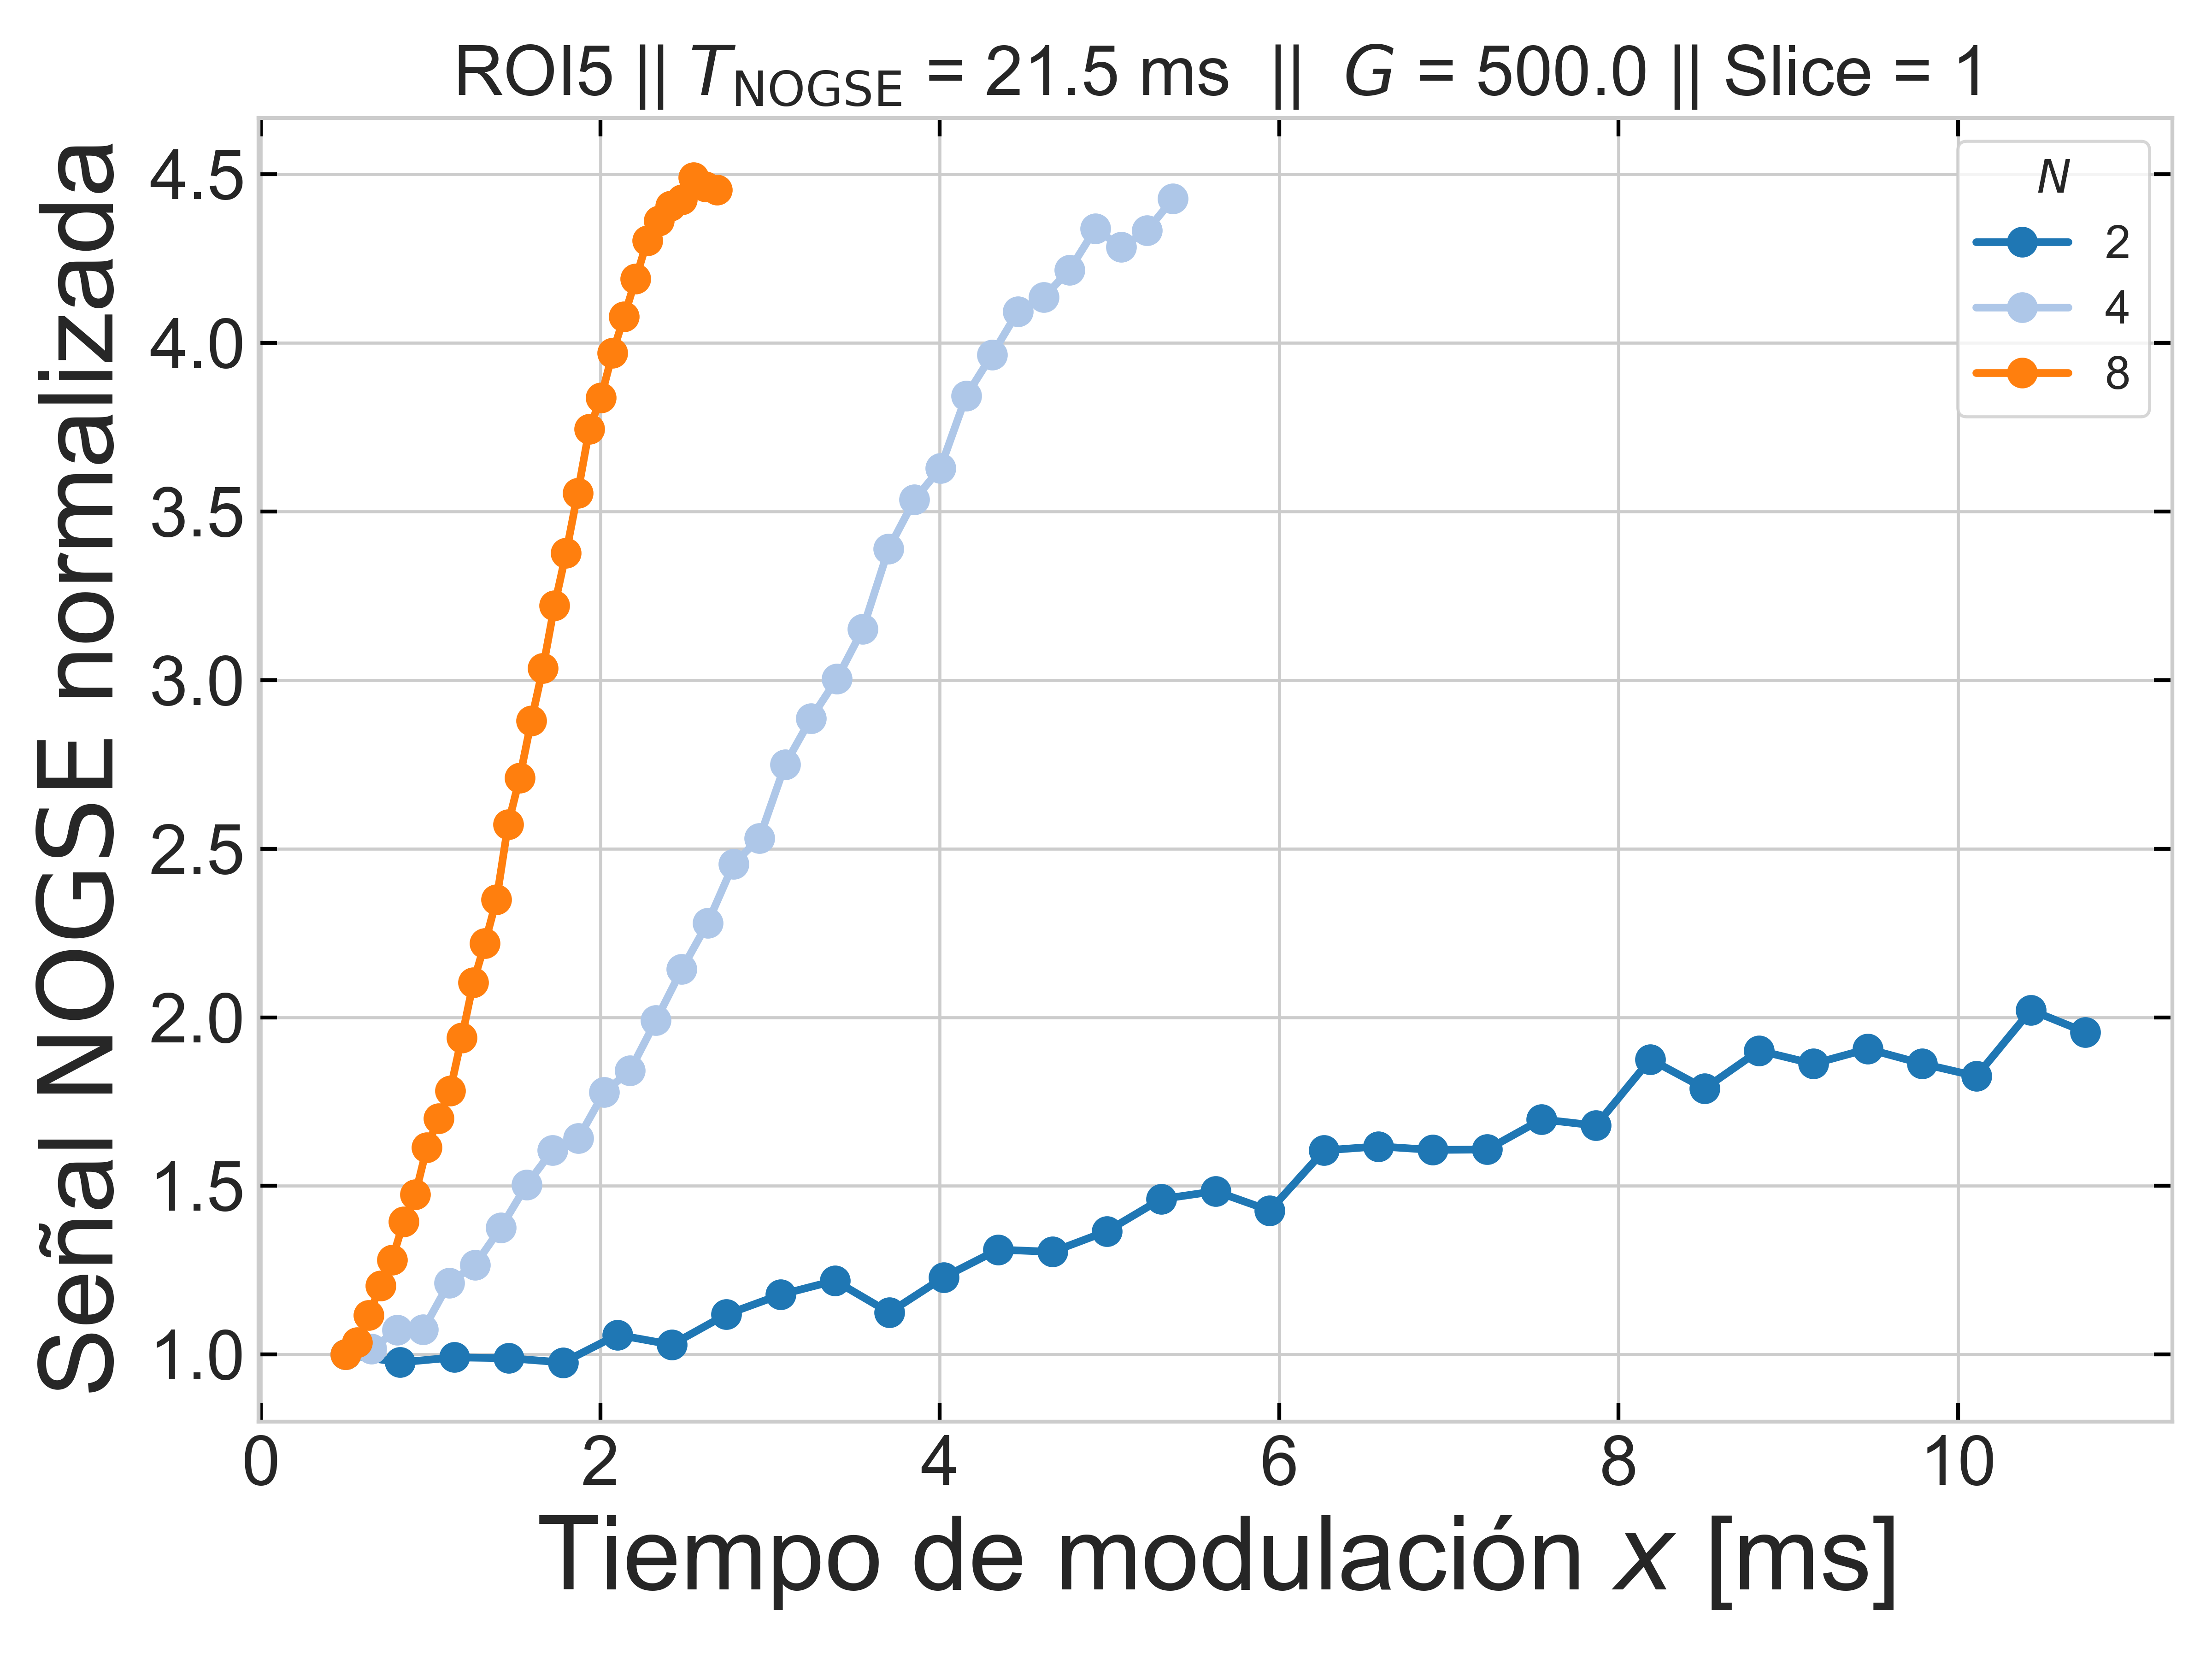 ROI5 || T_NOGSE = 21.5 ms || G = 500.0 || Slice = 1
Señal NOGSE normalizada
4.5
4.0
3.5
3.0
2.5
2.0
1.5
1.0
N
2
4
8
0 2 4 6 8 10
Tiempo de modulación x [ms]